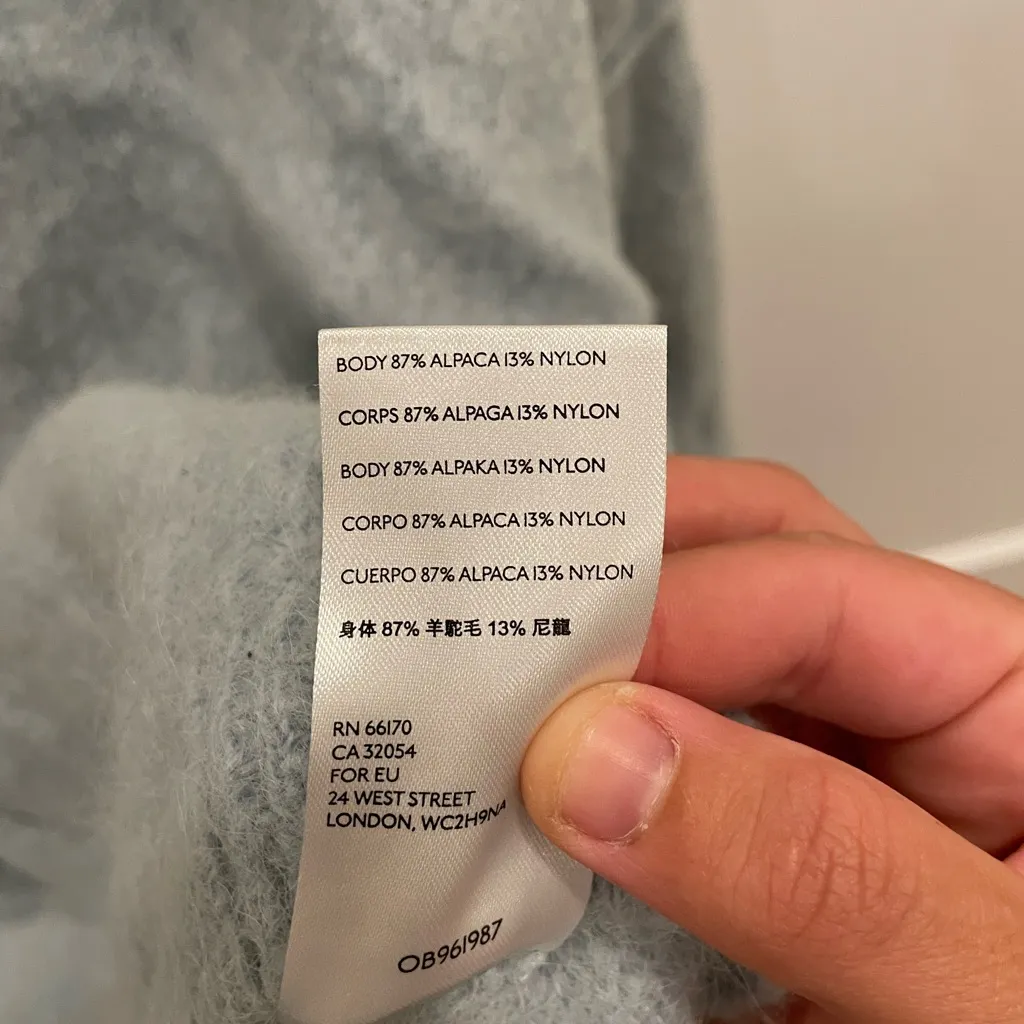 BODY 87% ALPACA 13% NYLON
CORPS 87% ALPAGA 13% NYLON
BODY 87% ALPAKA 13% NYLON
CORPO 87% ALPACA 13% NYLON
CUERPO 87% ALPACA 13% NYLON
身体 87% 羊駝毛 13% 尼龍
RN 66170
CA 32054
FOR EU
24 WEST STREET
LONDON, WC2H9NA
OB961987